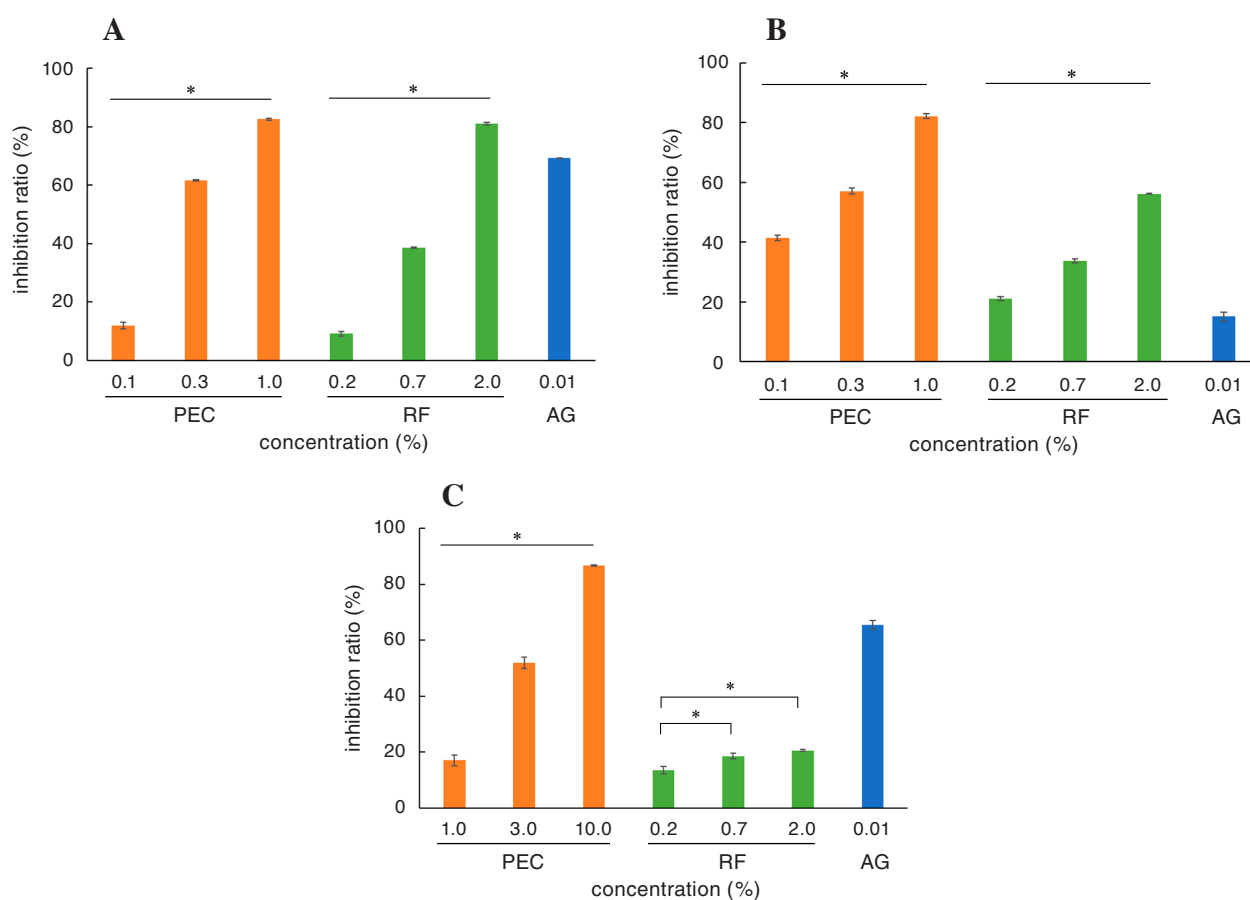 A
inhibition ratio (%)
100
80
60
40
20
0
*
*
0.1 0.3 1.0 0.2 0.7 2.0 0.01
PEC RF AG
concentration (%)
B
inhibition ratio (%)
100
80
60
40
20
0
*
*
0.1 0.3 1.0 0.2 0.7 2.0 0.01
PEC RF AG
concentration (%)
C
inhibition ratio (%)
100
80
60
40
20
0
*
*
*
1.0 3.0 10.0 0.2 0.7 2.0 0.01
PEC RF AG
concentration (%)